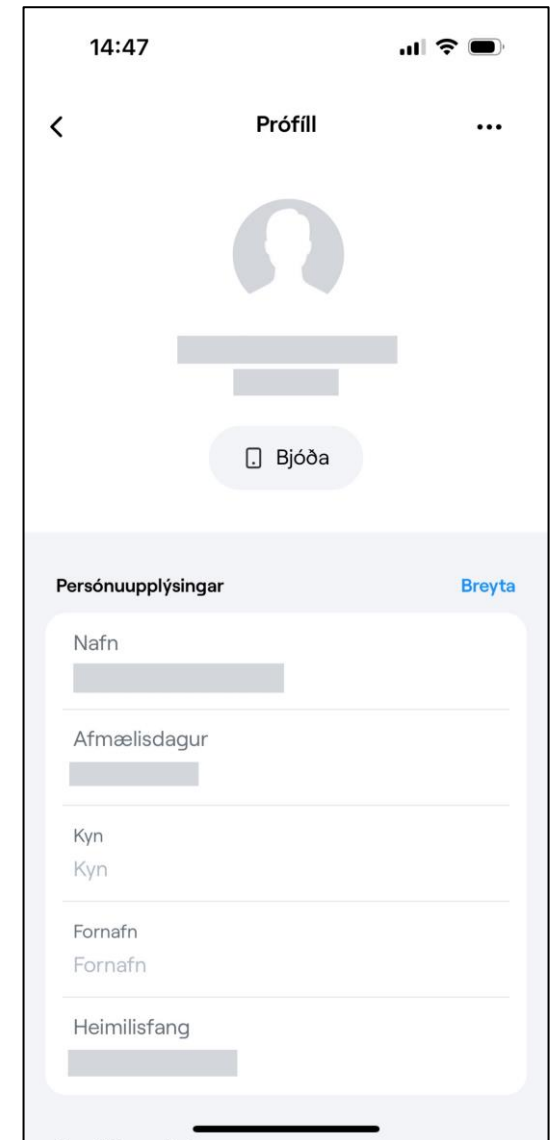 14:47
Prófíll
Bjóða
Persónuupplýsingar Breyta
Nafn
Afmælisdagur
Kyn
Kyn
Fornafn
Fornafn
Heimilisfang